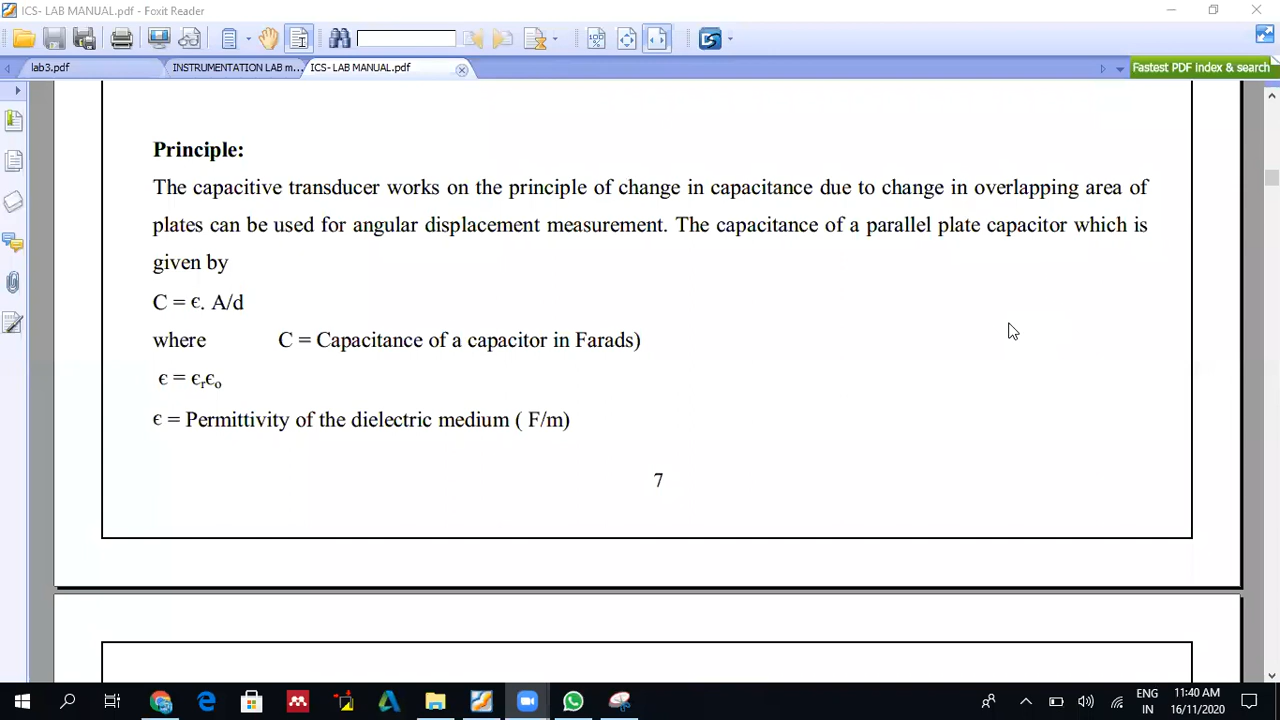 ICS- LAB MANUAL.pdf - Foxit Reader
lab3.pdf
INSTRUMENTATION LAB m...
ICS- LAB MANUAL.pdf
Fastest PDF index & search
Principle:
The capacitive transducer works on the principle of change in capacitance due to change in overlapping area of
plates can be used for angular displacement measurement. The capacitance of a parallel plate capacitor which is
given by
C = є. A/d
where C = Capacitance of a capacitor in Farads)
є = єrєo
є = Permittivity of the dielectric medium ( F/m)
7
ENG
IN
11:40 AM
16/11/2020